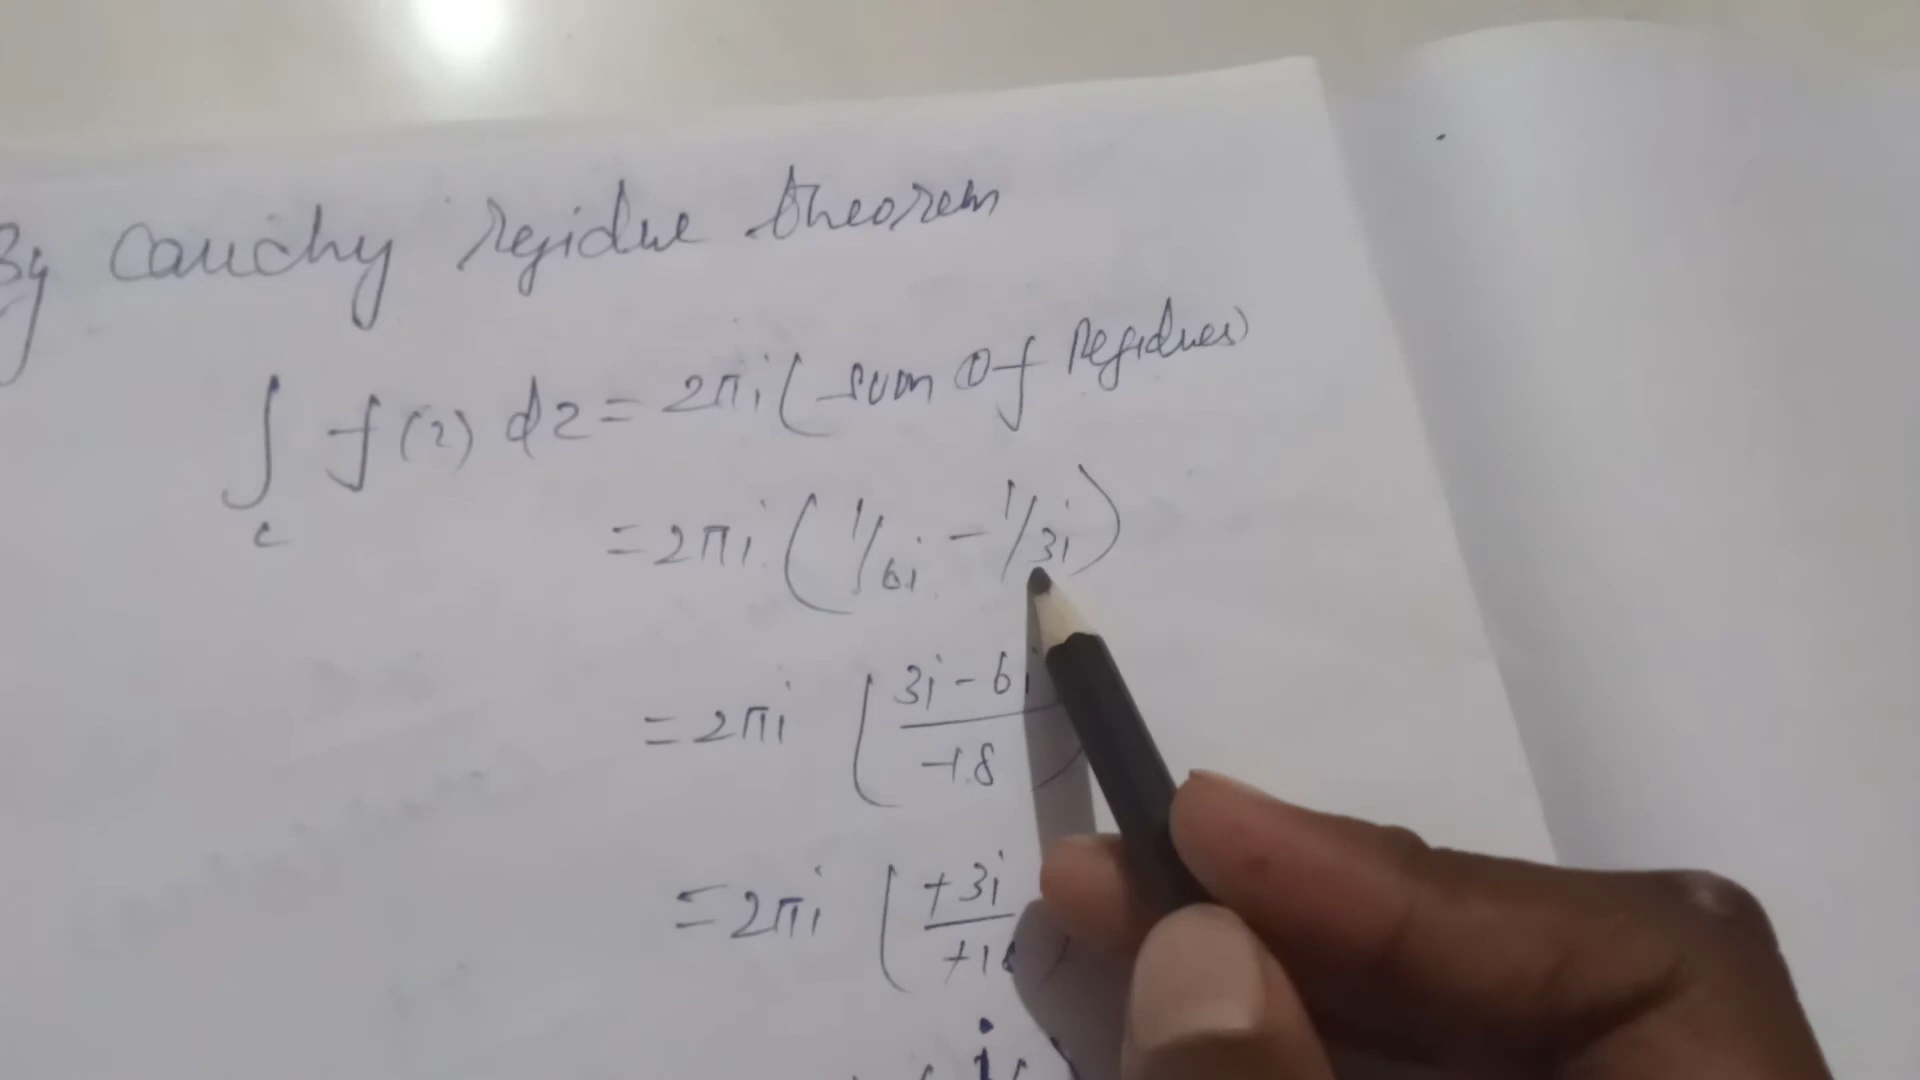 By Cauchy residue theorem
∫c f(z) dz = 2πi ( sum of Residues)
= 2πi ( 1/6i - 1/3i )
= 2πi ( 3i - 6i / -18 )
= 2πi ( +3i / +18 )